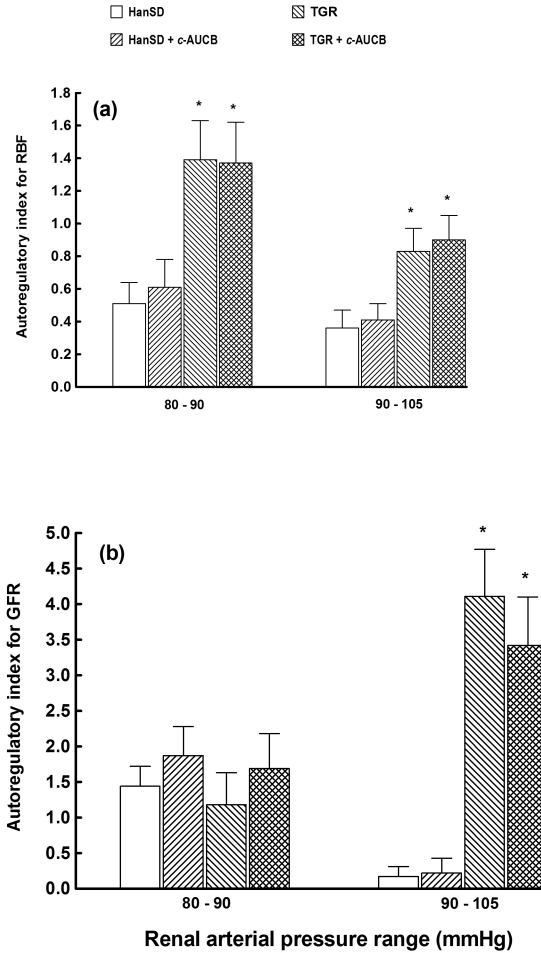 HanSD
TGR
HanSD + c-AUCB
TGR + c-AUCB
(a)
Autoregulatory index for RBF
1.8
1.6
1.4
1.2
1.0
0.8
0.6
0.4
0.2
0.0
* *
* *
80 - 90
90 - 105
(b)
Autoregulatory index for GFR
5.0
4.5
4.0
3.5
3.0
2.5
2.0
1.5
1.0
0.5
0.0
*
*
80 - 90
90 - 105
Renal arterial pressure range (mmHg)